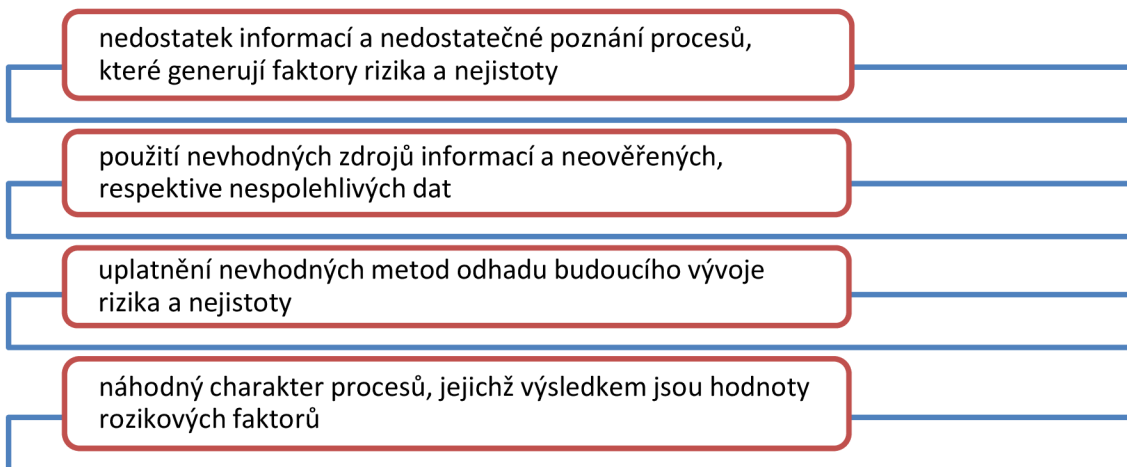 nedostatek informací a nedostatečné poznání procesů,
které generují faktory rizika a nejistoty
použití nevhodných zdrojů informací a neověřených,
respektive nespolehlivých dat
uplatnění nevhodných metod odhadu budoucího vývoje
rizika a nejistoty
náhodný charakter procesů, jejichž výsledkem jsou hodnoty
rozikových faktorů